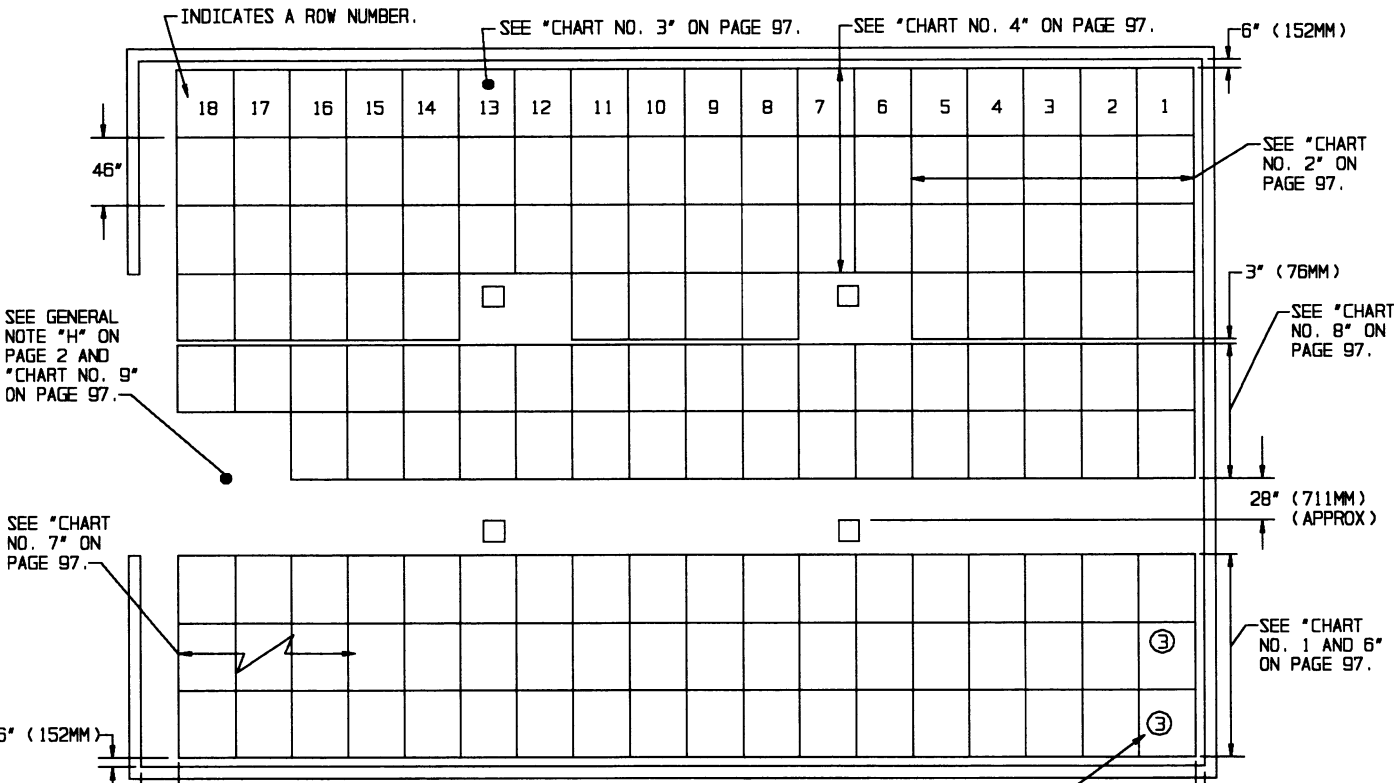 INDICATES A ROW NUMBER.
SEE "CHART NO. 3" ON PAGE 97.
SEE "CHART NO. 4" ON PAGE 97.
6" (152MM)
18 17 16 15 14 13 12 11 10 9 8 7 6 5 4 3 2 1
46"
SEE "CHART
NO. 2" ON
PAGE 97.
3" (76MM)
SEE GENERAL
NOTE "H" ON
PAGE 2 AND
"CHART NO. 9"
ON PAGE 97.
SEE "CHART
NO. 8" ON
PAGE 97.
28" (711MM)
(APPROX)
SEE "CHART
NO. 7" ON
PAGE 97.
3
SEE "CHART
NO. 1 AND 6"
ON PAGE 97.
3
6" (152MM)